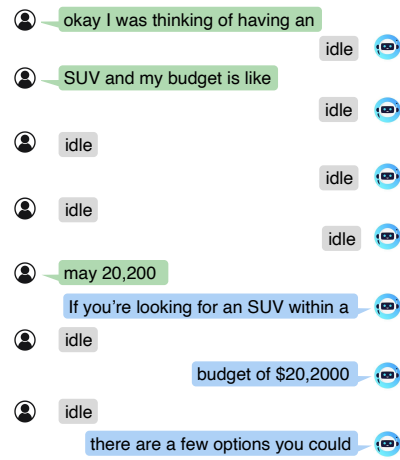 okay I was thinking of having an
idle
SUV and my budget is like
idle
idle
idle
idle
idle
may 20,200
If you're looking for an SUV within a
idle
budget of $20,2000
idle
there are a few options you could